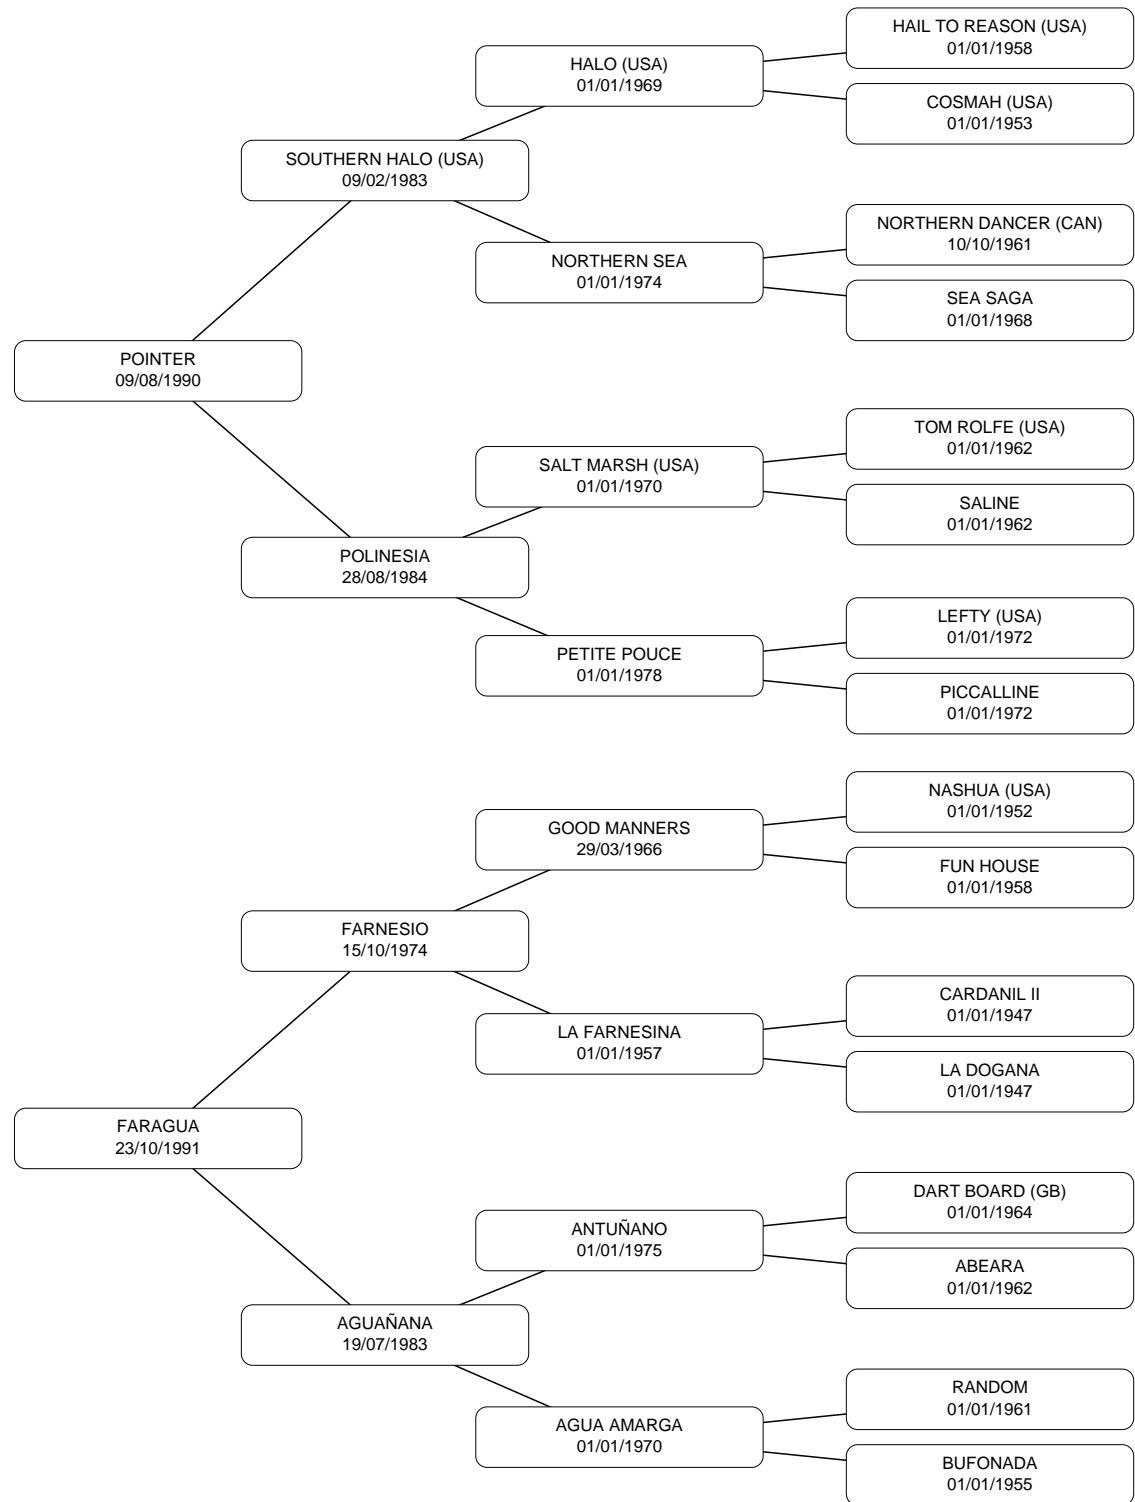 HAIL TO REASON (USA)
01/01/1958
HALO (USA)
01/01/1969
COSMAH (USA)
01/01/1953
SOUTHERN HALO (USA)
09/02/1983
NORTHERN DANCER (CAN)
10/10/1961
NORTHERN SEA
01/01/1974
SEA SAGA
01/01/1968
POINTER
09/08/1990
TOM ROLFE (USA)
01/01/1962
SALT MARSH (USA)
01/01/1970
SALINE
01/01/1962
POLINESIA
28/08/1984
LEFTY (USA)
01/01/1972
PETITE POUCE
01/01/1978
PICCALLINE
01/01/1972
NASHUA (USA)
01/01/1952
GOOD MANNERS
29/03/1966
FUN HOUSE
01/01/1958
FARNESIO
15/10/1974
CARDANIL II
01/01/1947
LA FARNESINA
01/01/1957
LA DOGANA
01/01/1947
FARAGUA
23/10/1991
DART BOARD (GB)
01/01/1964
ANTUÑANO
01/01/1975
ABEARA
01/01/1962
AGUAÑANA
19/07/1983
RANDOM
01/01/1961
AGUA AMARGA
01/01/1970
BUFONADA
01/01/1955